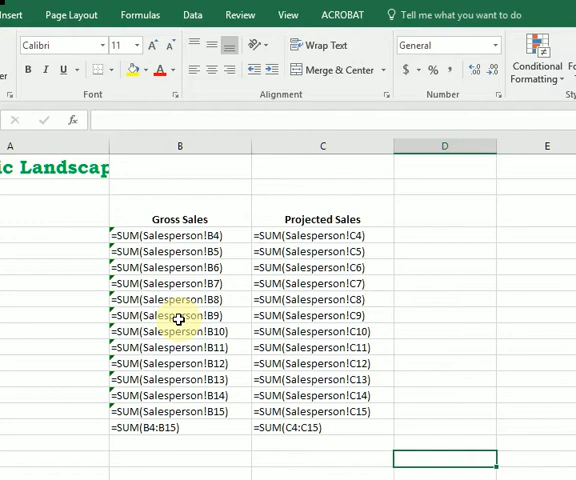 Insert Page Layout Formulas Data Review View ACROBAT Tell me what you want to do
Calibri 11 A A ab Wrap Text General
B I U A Merge & Center $ % , .0 .00 Conditional
Formatting
Font Alignment Number
fx
A B C D E
ic Landscap
Gross Sales Projected Sales
=SUM(Salesperson!B4) =SUM(Salesperson!C4)
=SUM(Salesperson!B5) =SUM(Salesperson!C5)
=SUM(Salesperson!B6) =SUM(Salesperson!C6)
=SUM(Salesperson!B7) =SUM(Salesperson!C7)
=SUM(Salesperson!B8) =SUM(Salesperson!C8)
=SUM(Salesperson!B9) =SUM(Salesperson!C9)
=SUM(Salesperson!B10) =SUM(Salesperson!C10)
=SUM(Salesperson!B11) =SUM(Salesperson!C11)
=SUM(Salesperson!B12) =SUM(Salesperson!C12)
=SUM(Salesperson!B13) =SUM(Salesperson!C13)
=SUM(Salesperson!B14) =SUM(Salesperson!C14)
=SUM(Salesperson!B15) =SUM(Salesperson!C15)
=SUM(B4:B15) =SUM(C4:C15)